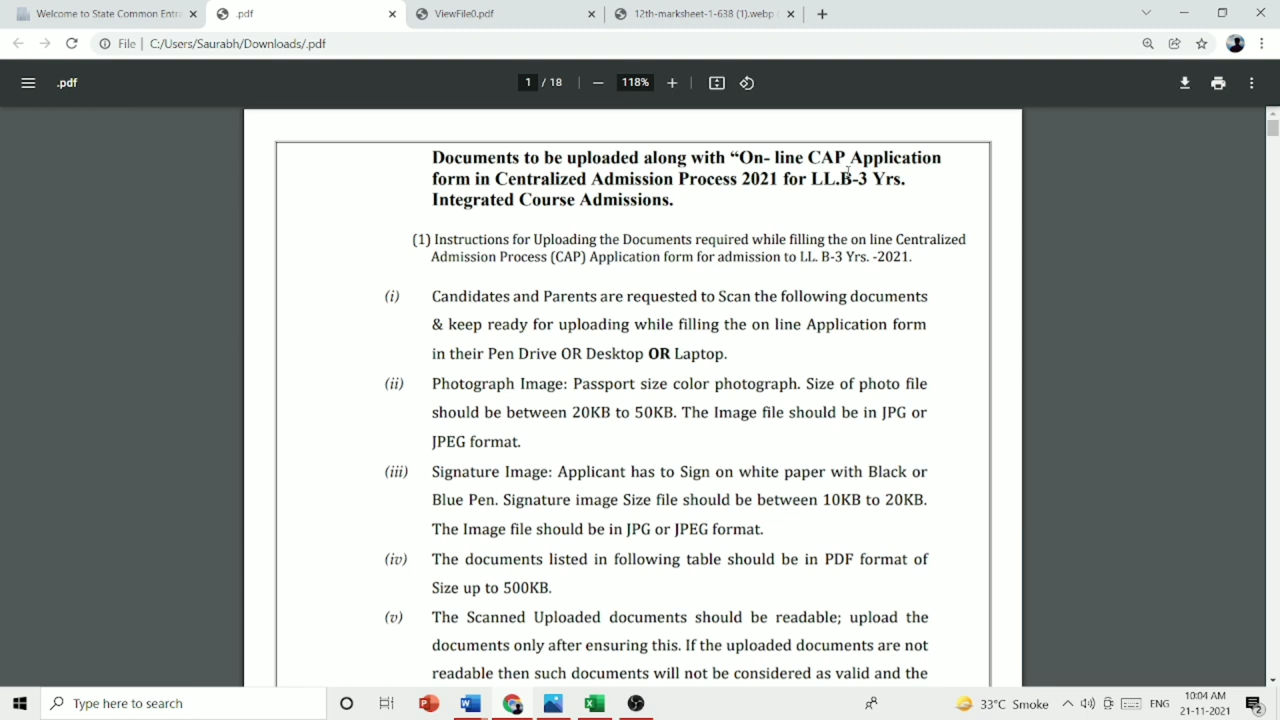 Welcome to State Common Entr
.pdf
ViewFile0.pdf
12th-marksheet-1-638 (1).webp
File
C:/Users/Saurabh/Downloads/.pdf
.pdf
1 / 18
118%
Documents to be uploaded along with “On- line CAP Application
form in Centralized Admission Process 2021 for LL.B-3 Yrs.
Integrated Course Admissions.
(1) Instructions for Uploading the Documents required while filling the on line Centralized
Admission Process (CAP) Application form for admission to LL. B-3 Yrs. -2021.
(i) Candidates and Parents are requested to Scan the following documents
& keep ready for uploading while filling the on line Application form
in their Pen Drive OR Desktop OR Laptop.
(ii) Photograph Image: Passport size color photograph. Size of photo file
should be between 20KB to 50KB. The Image file should be in JPG or
JPEG format.
(iii) Signature Image: Applicant has to Sign on white paper with Black or
Blue Pen. Signature image Size file should be between 10KB to 20KB.
The Image file should be in JPG or JPEG format.
(iv) The documents listed in following table should be in PDF format of
Size up to 500KB.
(v) The Scanned Uploaded documents should be readable; upload the
documents only after ensuring this. If the uploaded documents are not
readable then such documents will not be considered as valid and the
Type here to search
33°C Smoke
ENG
10:04 AM
21-11-2021
2